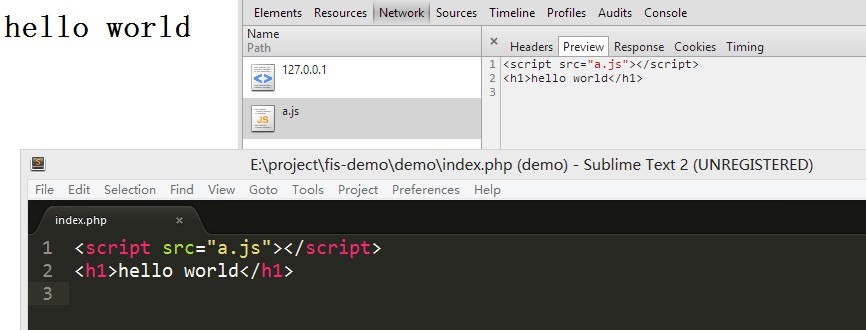 hello world
Elements Resources Network Sources Timeline Profiles Audits Console
Name
Path
× Headers Preview Response Cookies Timing
127.0.0.1
JS
a.js
1 <script src="a.js"></script>
2 <h1>hello world</h1>
3
E:\project\fis-demo\demo\index.php (demo) - Sublime Text 2 (UNREGISTERED)
File Edit Selection Find View Goto Tools Project Preferences Help
index.php ×
1 <script src="a.js"></script>
2 <h1>hello world</h1>
3